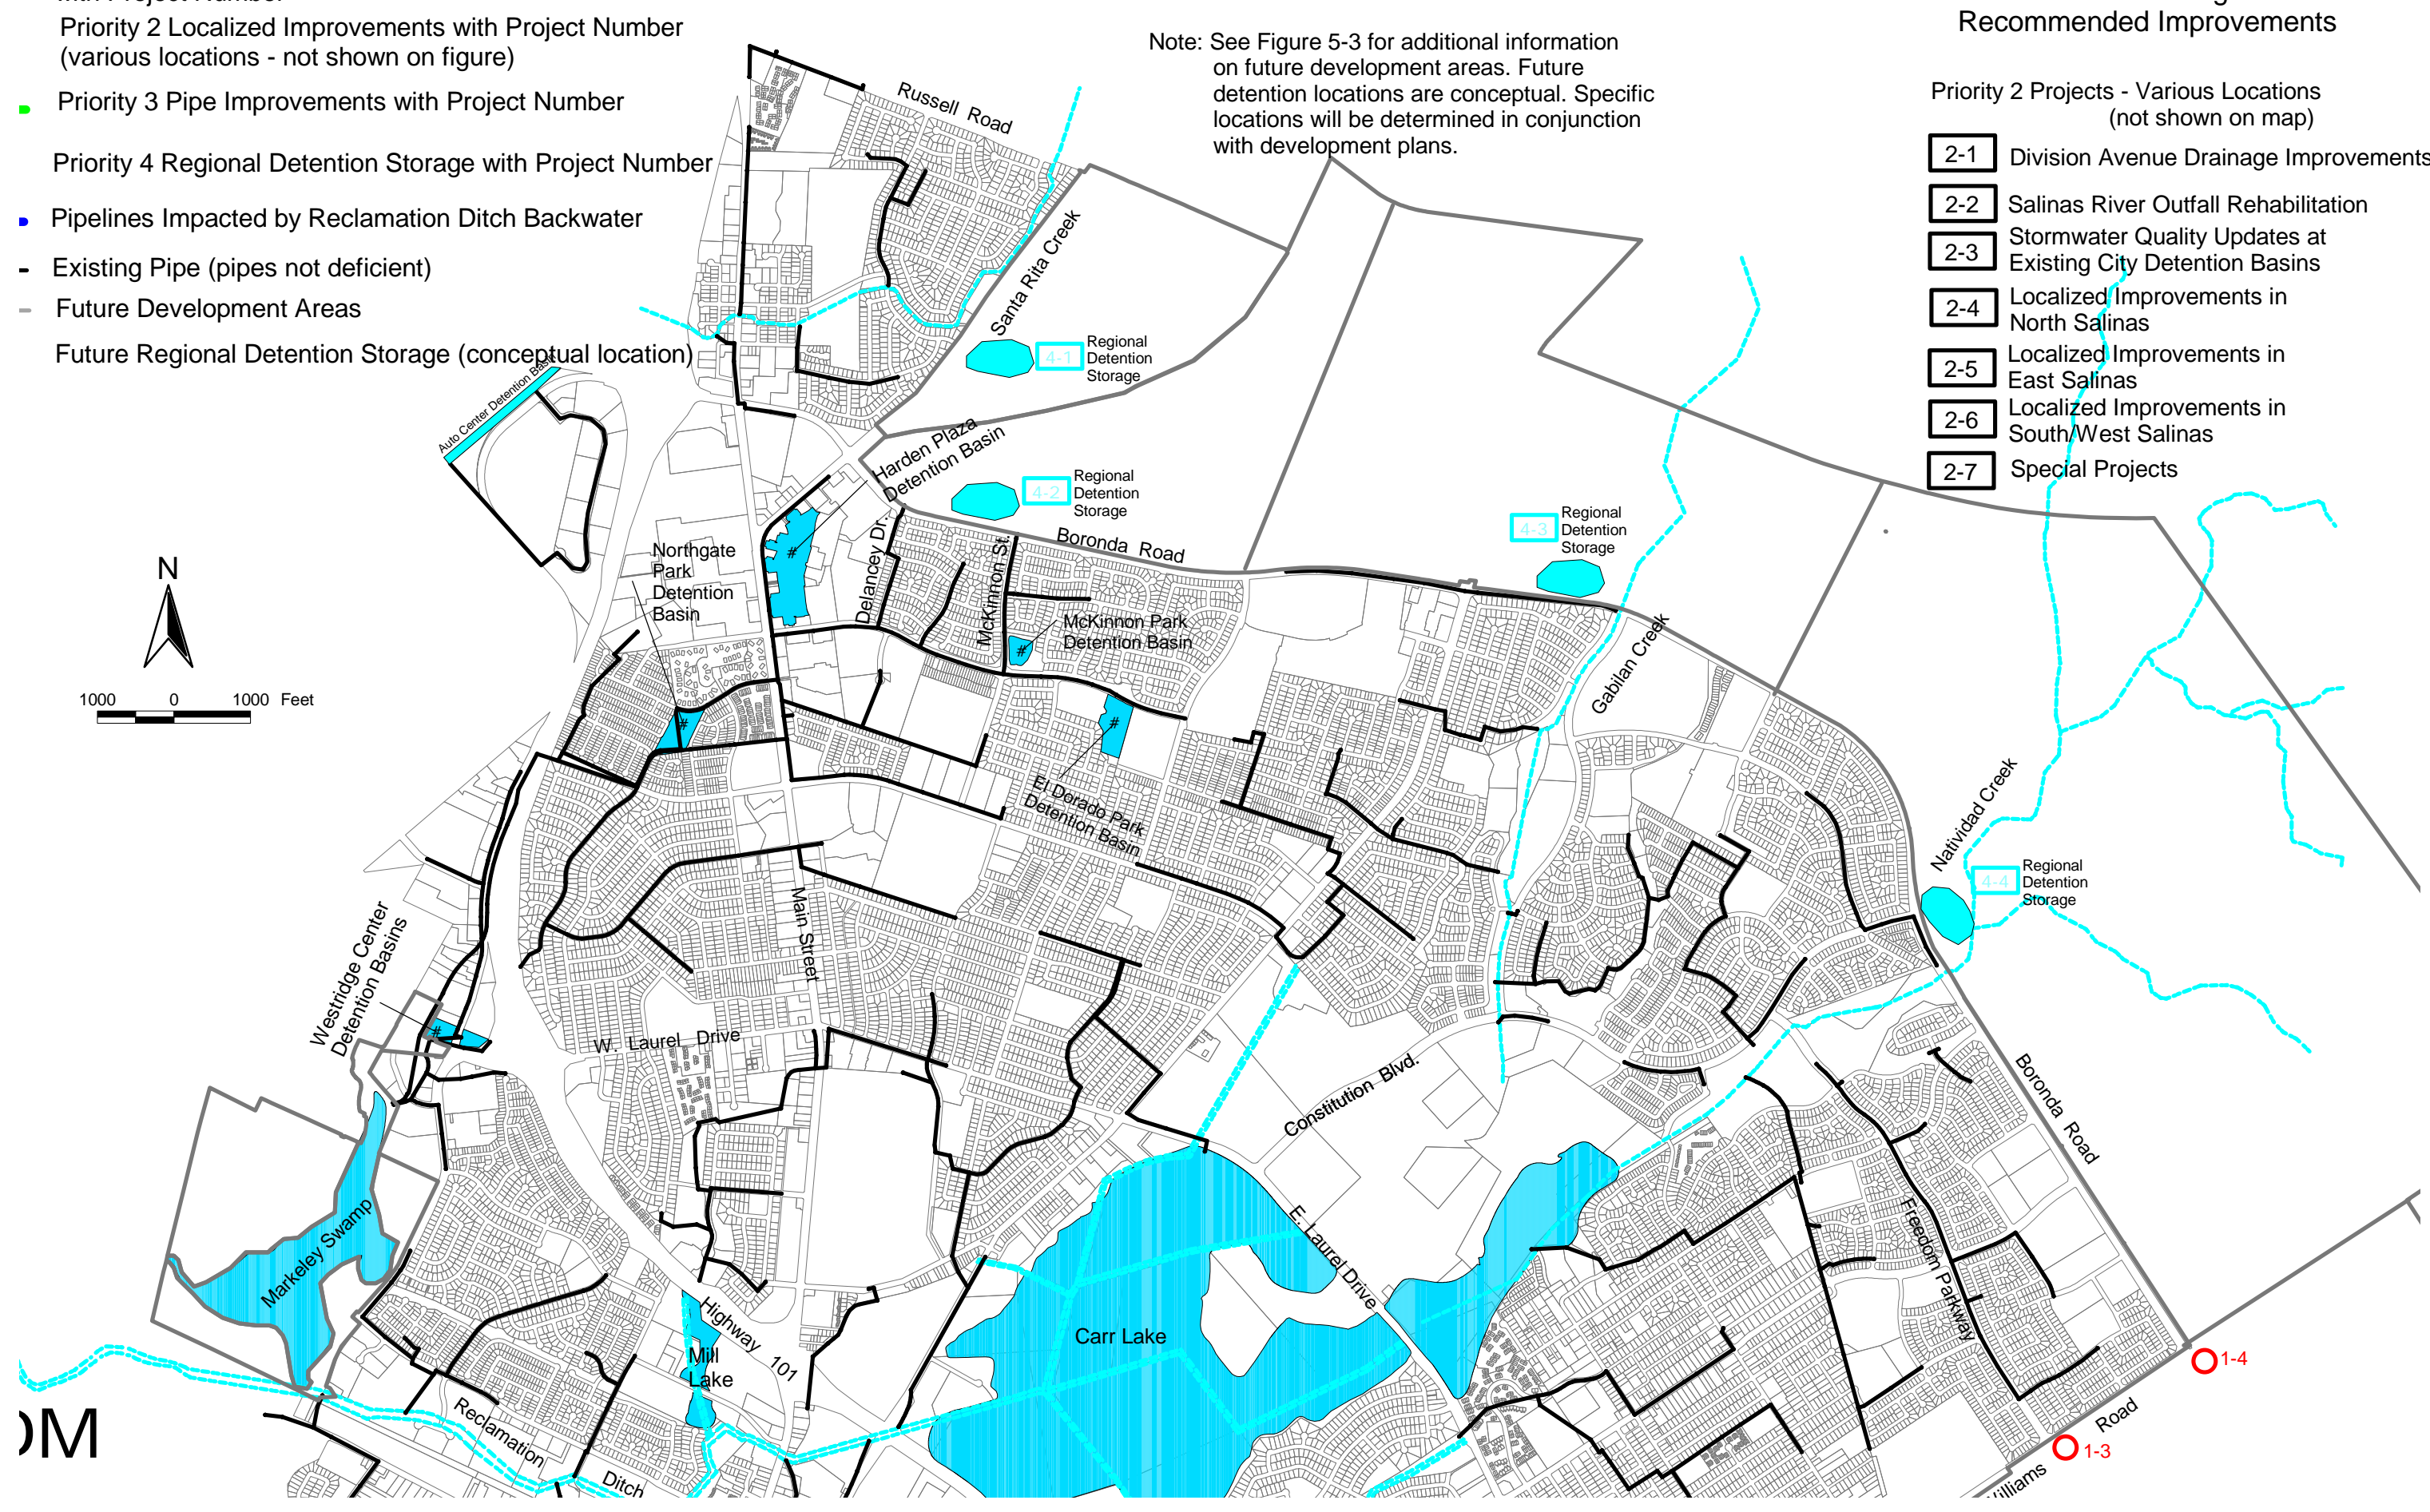 with Project Number
Priority 2 Localized Improvements with Project Number
(various locations - not shown on figure)
Priority 3 Pipe Improvements with Project Number
Priority 4 Regional Detention Storage with Project Number
Pipelines Impacted by Reclamation Ditch Backwater
Existing Pipe (pipes not deficient)
Future Development Areas
Future Regional Detention Storage (conceptual location)
Note: See Figure 5-3 for additional information
on future development areas. Future
detention locations are conceptual. Specific
locations will be determined in conjunction
with development plans.
Recommended Improvements
Priority 2 Projects - Various Locations
(not shown on map)
2-1 Division Avenue Drainage Improvements
2-2 Salinas River Outfall Rehabilitation
2-3 Stormwater Quality Updates at
Existing City Detention Basins
2-4 Localized Improvements in
North Salinas
2-5 Localized Improvements in
East Salinas
2-6 Localized Improvements in
South/West Salinas
2-7 Special Projects
Russell Road
Santa Rita Creek
4-1 Regional
Detention
Storage
Auto Center Detention Basin
Harden Plaza
Detention Basin
4-2 Regional
Detention
Storage
4-3 Regional
Detention
Storage
Boronda Road
Delancey Dr.
McKinnon St.
Northgate
Park
Detention
Basin
#
McKinnon Park
Detention Basin
#
#
#
El Dorado Park
Detention Basin
Gabilan Creek
Natividad Creek
4-4 Regional
Detention
Storage
N
1000 0 1000 Feet
Westridge Center
Detention Basins
#
Main Street
W. Laurel Drive
Constitution Blvd.
Boronda Road
Markeley Swamp
E. Laurel Drive
Freedom Parkway
Highway 101
Mill
Lake
Carr Lake
1-4
1-3
Reclamation
Ditch
Williams
Road
DM